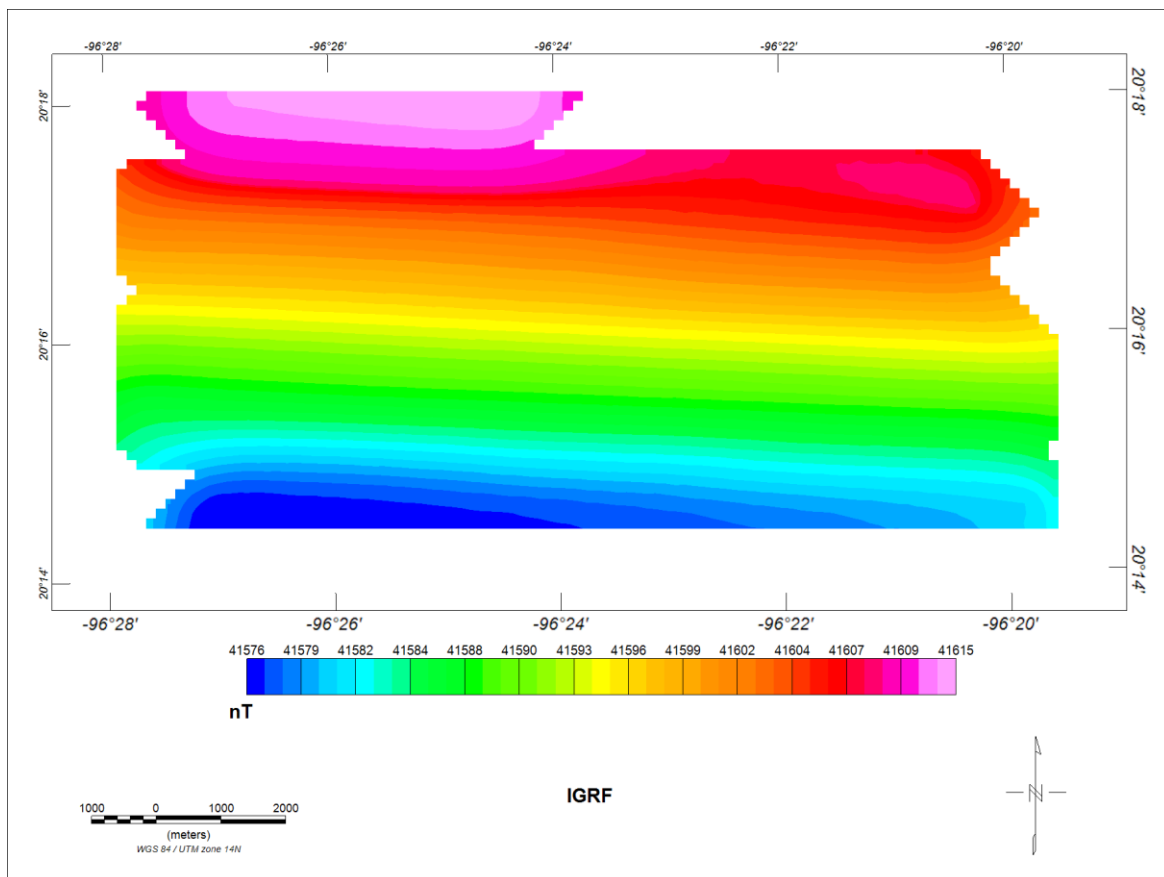 -96°28' -96°26' -96°24' -96°22' -96°20'
20°18' 20°18'
20°16' 20°16'
20°14' 20°14'
-96°28' -96°26' -96°24' -96°22' -96°20'
41576 41579 41582 41584 41588 41590 41593 41596 41599 41602 41604 41607 41609 41615
nT
IGRF
N
1000 0 1000 2000
(meters)
WGS 84 / UTM zone 14N